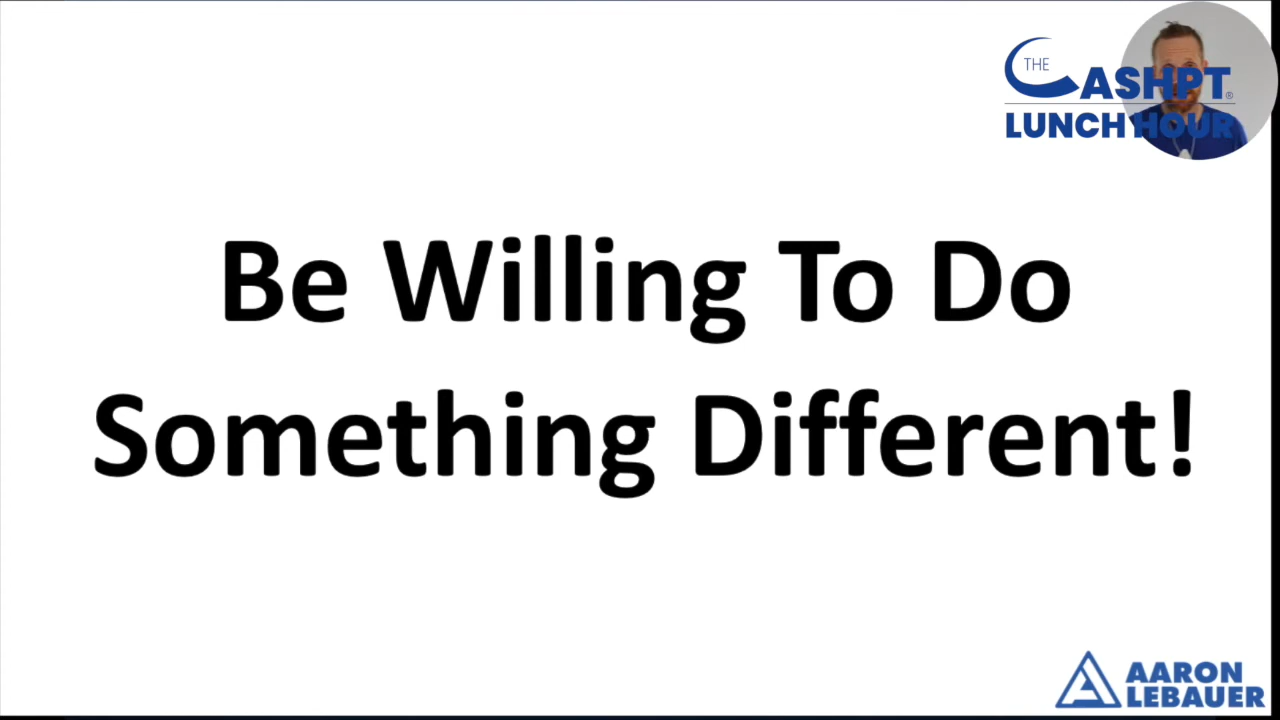 THE
CASHPT®
LUNCH HOUR
Be Willing To Do
Something Different!
AARON
LEBAUER